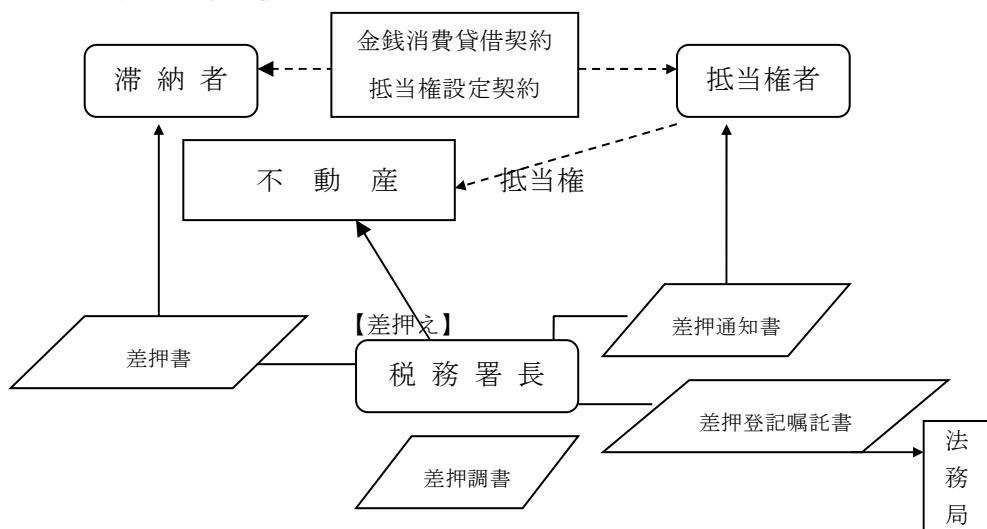 金銭消費貸借契約
滞納者
抵当権者
抵当権設定契約
不動産
抵当権
差押通知書
【差押え】
差押書
税務署長
差押登記嘱託書
法務局
差押調書